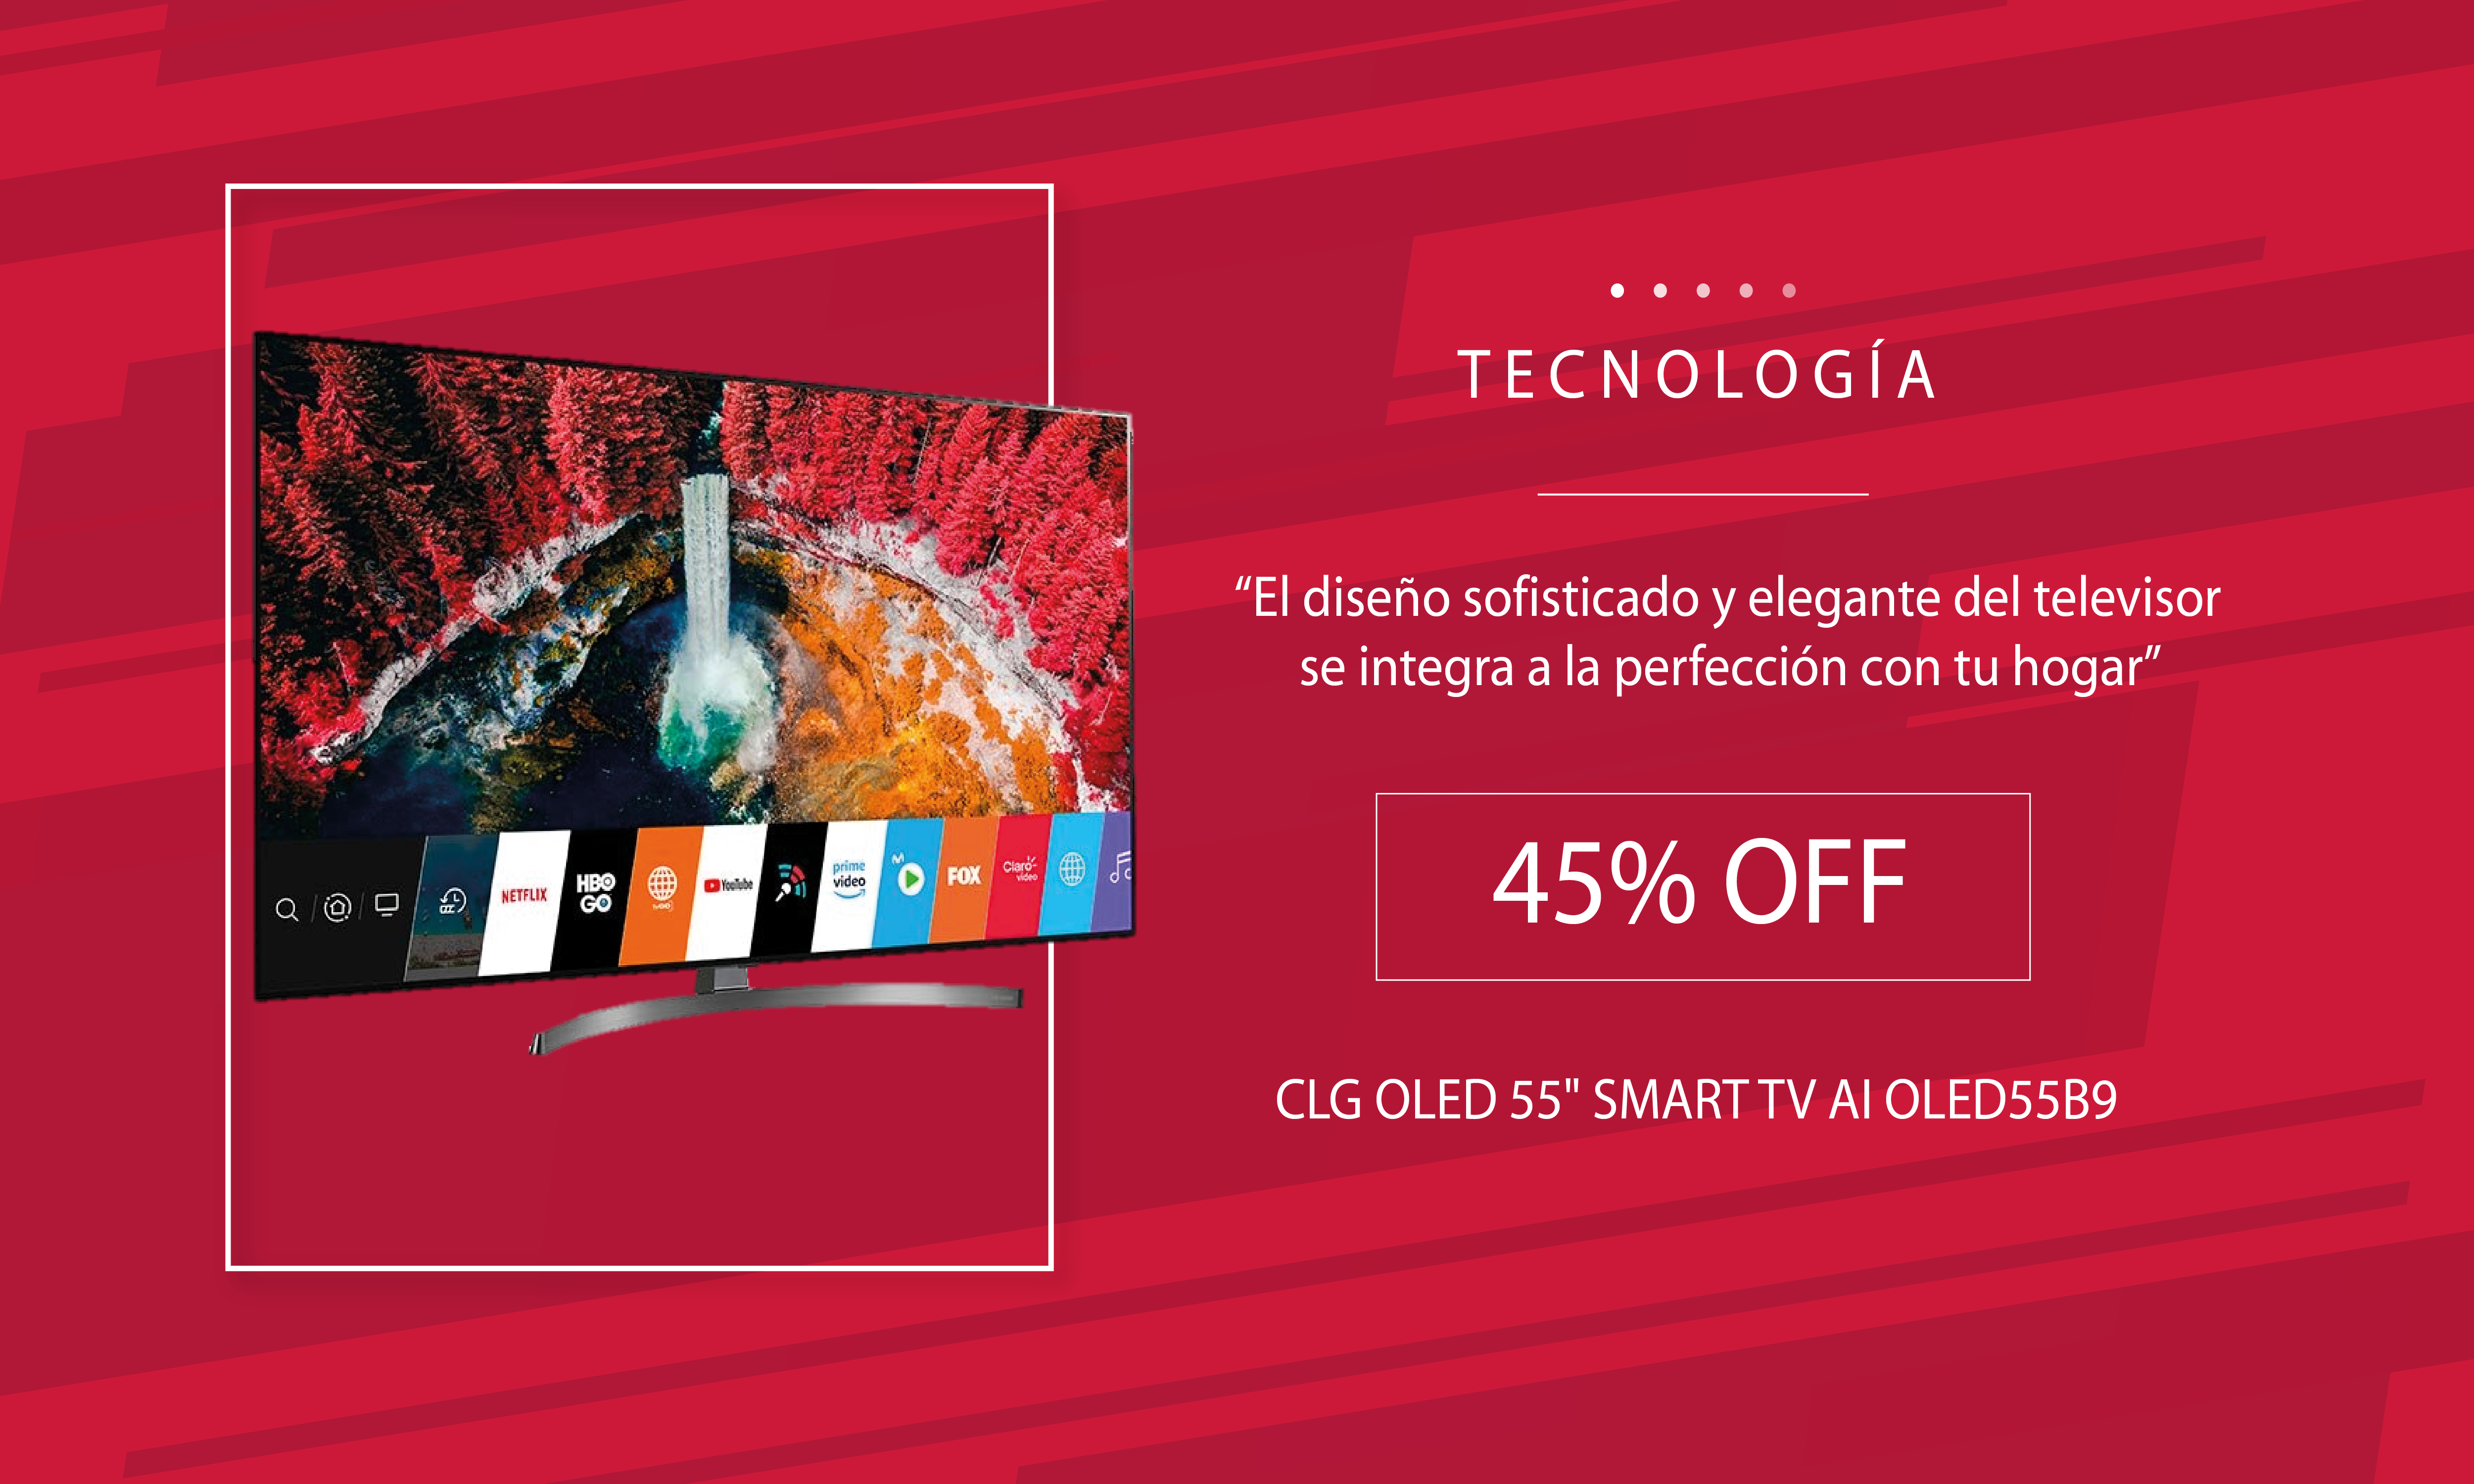 TECNOLOGÍA
“El diseño sofisticado y elegante del televisor
se integra a la perfección con tu hogar”
45% OFF
CLG OLED 55" SMART TV AI OLED55B9
NETFLIX
HBO
GO
YouTube
prime
video
FOX
Claro-
video